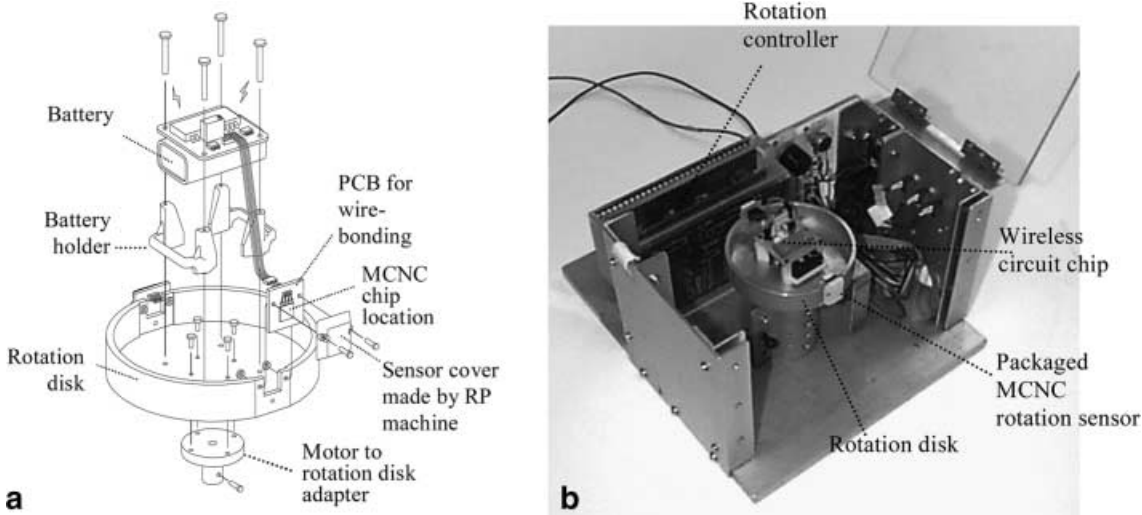 Battery
Battery
holder
Rotation
disk
PCB for
wire-
bonding
MCNC
chip
location
Sensor cover
made by RP
machine
Motor to
rotation disk
adapter
a
Rotation
controller
Wireless
circuit chip
Packaged
MCNC
rotation sensor
Rotation disk
b